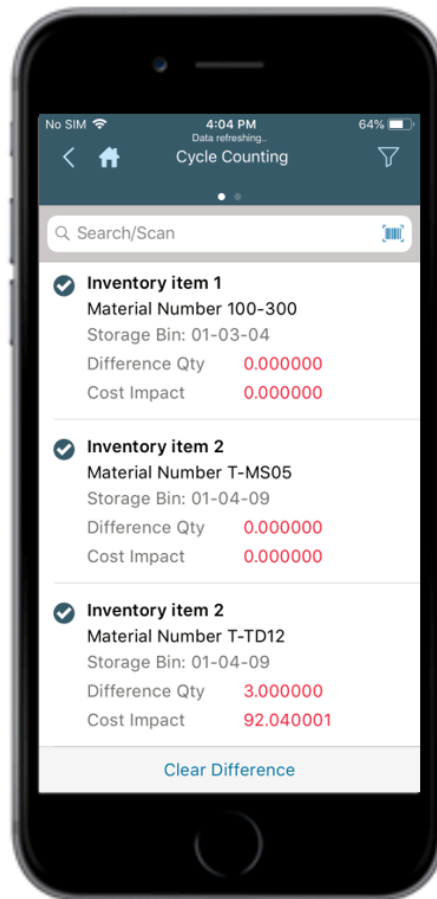 No SIM 4:04 PM 64%
Data refreshing..
Cycle Counting
Search/Scan
Inventory item 1
Material Number 100-300
Storage Bin: 01-03-04
Difference Qty 0.000000
Cost Impact 0.000000
Inventory item 2
Material Number T-MS05
Storage Bin: 01-04-09
Difference Qty 0.000000
Cost Impact 0.000000
Inventory item 2
Material Number T-TD12
Storage Bin: 01-04-09
Difference Qty 3.000000
Cost Impact 92.040001
Clear Difference